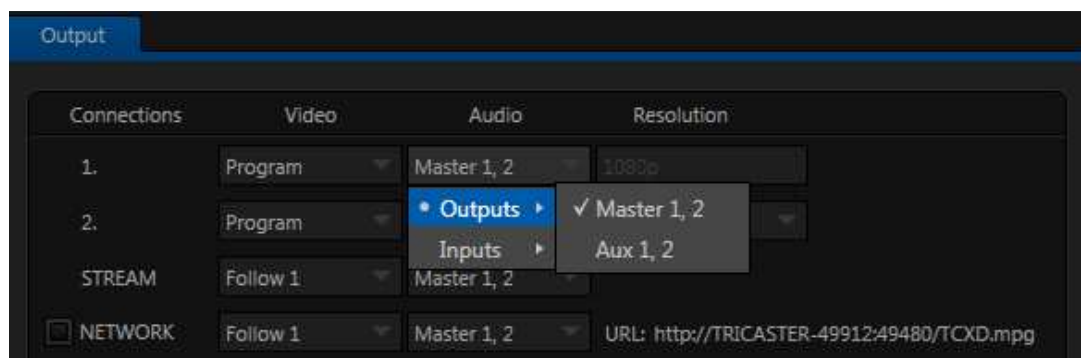 Output
Connections Video Audio Resolution
1. Program Master 1, 2 1080p
2. Program • Outputs ✓ Master 1, 2
Inputs Aux 1, 2
STREAM Follow 1 Master 1, 2
NETWORK Follow 1 Master 1, 2 URL: http://TRICASTER-49912:49480/TCXD.mpg